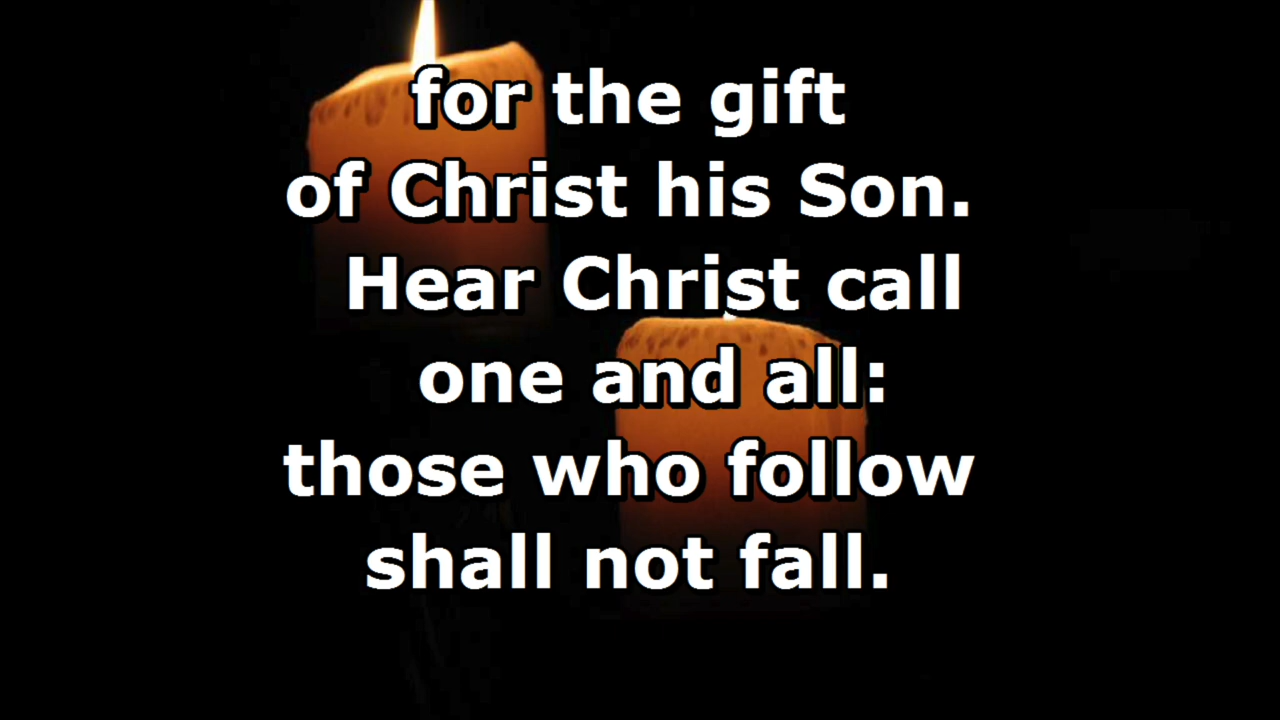 for the gift
of Christ his Son.
Hear Christ call
one and all:
those who follow
shall not fall.